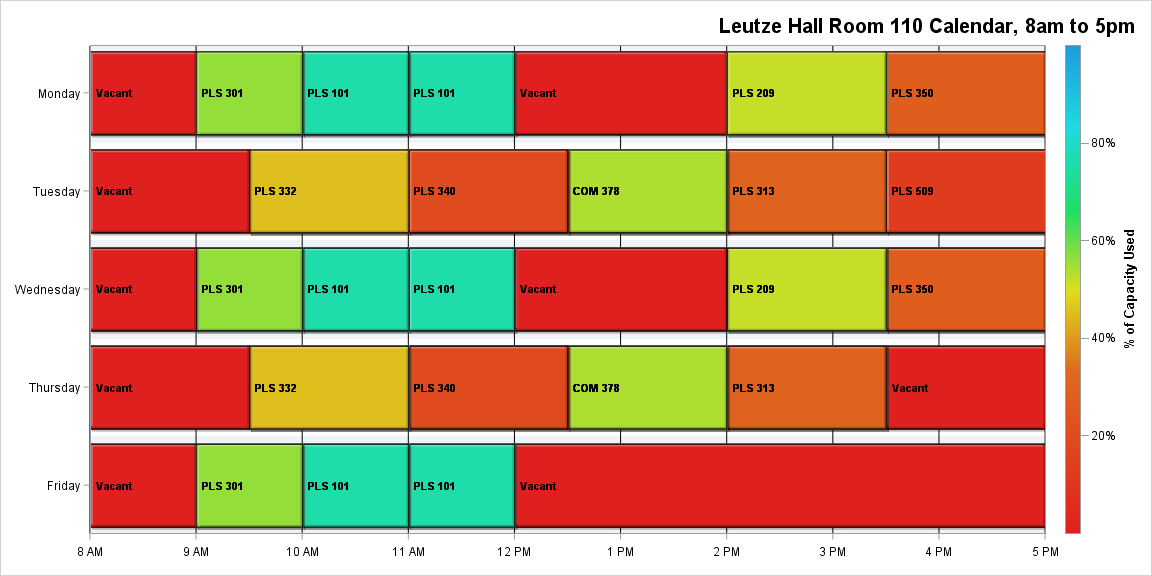 Leutze Hall Room 110 Calendar, 8am to 5pm
Monday
Vacant
PLS 301
PLS 101
PLS 101
Vacant
PLS 209
PLS 350
Tuesday
Vacant
PLS 332
PLS 340
COM 378
PLS 313
PLS 509
Wednesday
Vacant
PLS 301
PLS 101
PLS 101
Vacant
PLS 209
PLS 350
Thursday
Vacant
PLS 332
PLS 340
COM 378
PLS 313
Vacant
Friday
Vacant
PLS 301
PLS 101
PLS 101
Vacant
8 AM
9 AM
10 AM
11 AM
12 PM
1 PM
2 PM
3 PM
4 PM
5 PM
80%
60%
40%
20%
% of Capacity Used